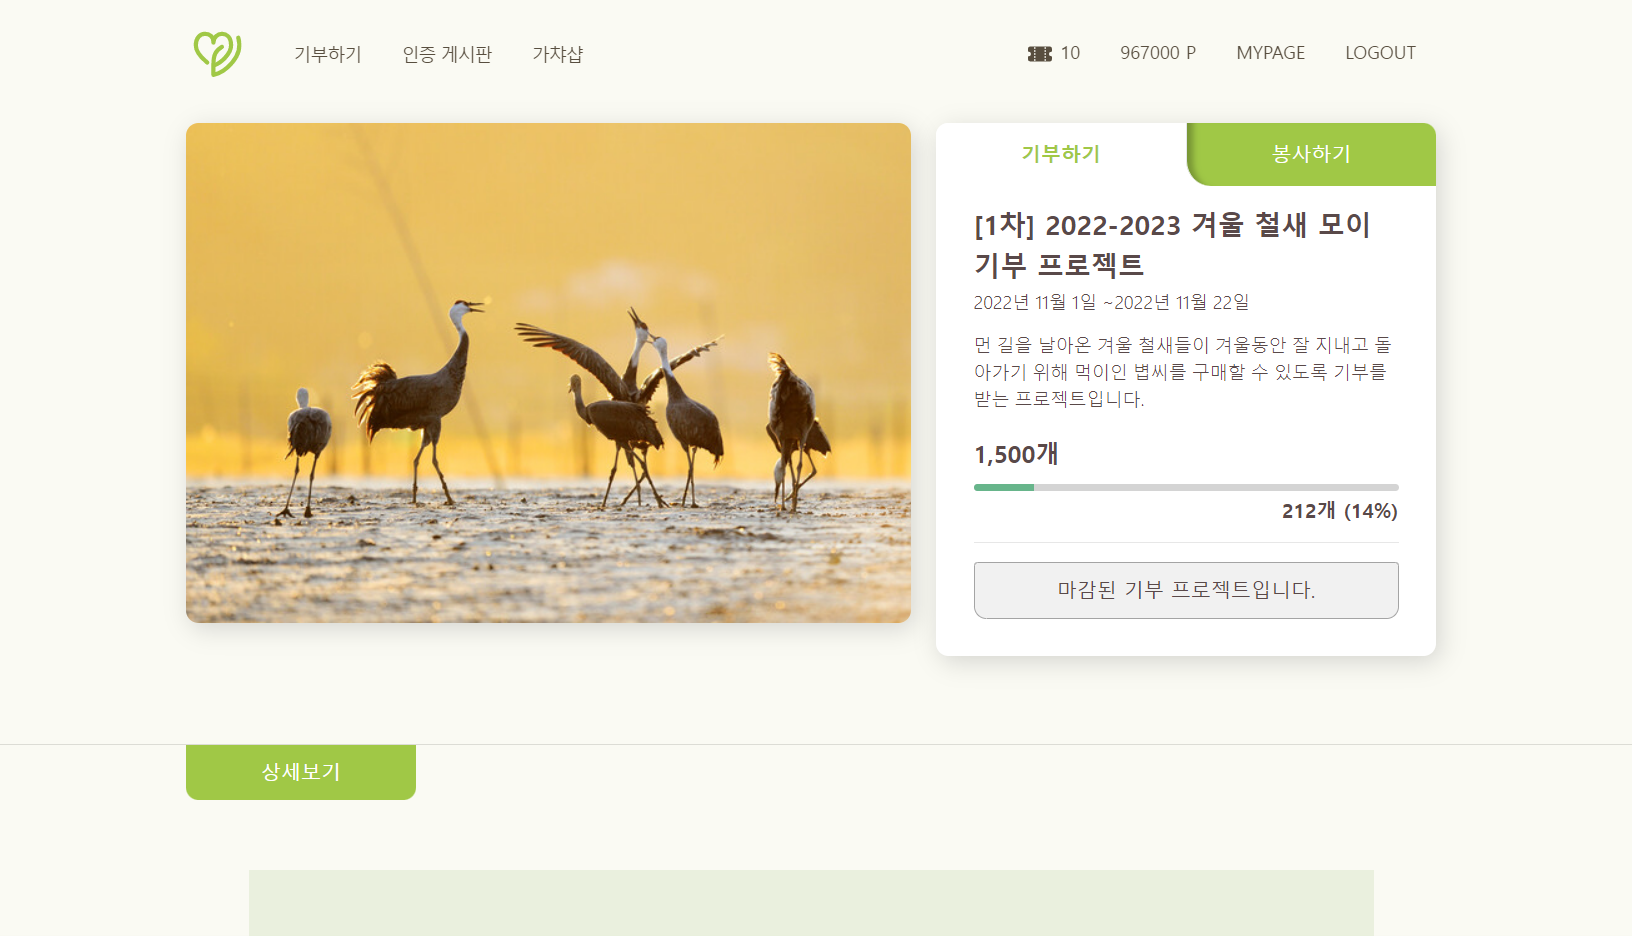 기부하기
인증 게시판
가챠샵
10
967000 P
MYPAGE
LOGOUT
기부하기
봉사하기
[1차] 2022-2023 겨울 철새 모이
기부 프로젝트
2022년 11월 1일 ~2022년 11월 22일
먼 길을 날아온 겨울 철새들이 겨울동안 잘 지내고 돌
아가기 위해 먹이인 볍씨를 구매할 수 있도록 기부를
받는 프로젝트입니다.
1,500개
212개 (14%)
마감된 기부 프로젝트입니다.
상세보기